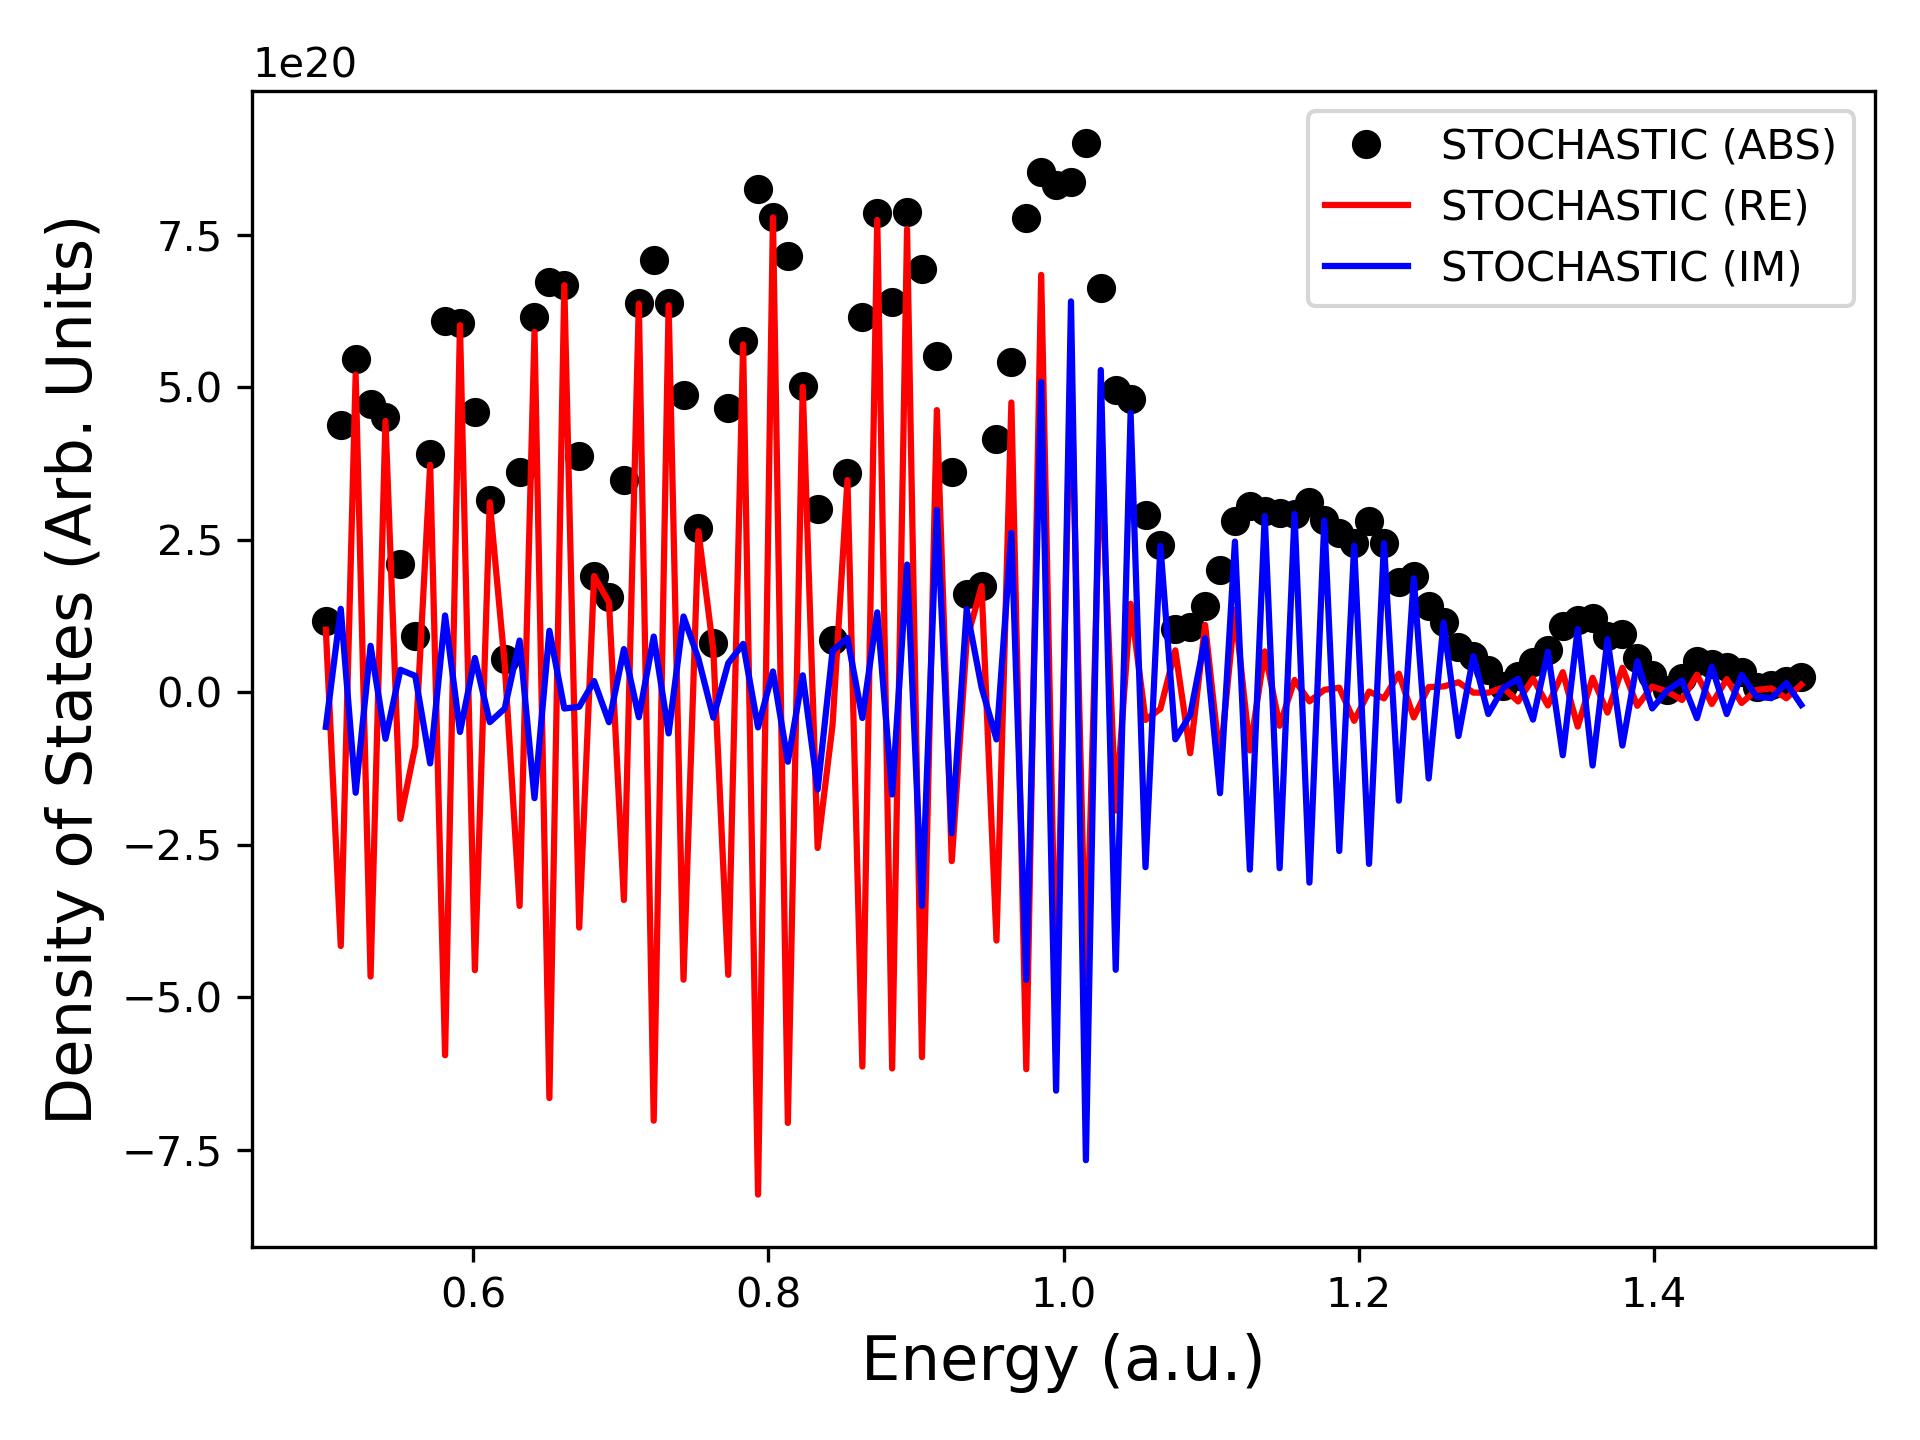 1e20
STOCHASTIC (ABS)
STOCHASTIC (RE)
STOCHASTIC (IM)
Density of States (Arb. Units)
7.5
5.0
2.5
0.0
−2.5
−5.0
−7.5
0.6 0.8 1.0 1.2 1.4
Energy (a.u.)